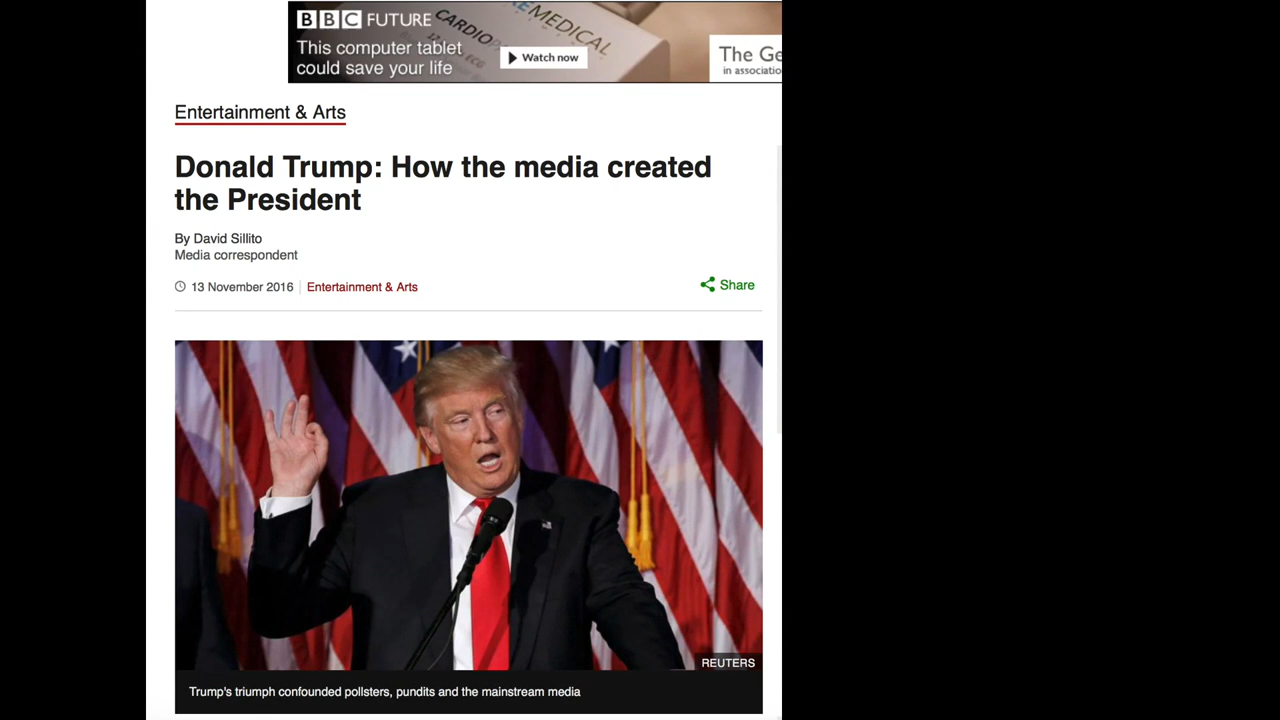 BBC FUTURE
This computer tablet
could save your life
Watch now
CARDIO
MEDICAL
The Ge
in associatio
Entertainment & Arts
Donald Trump: How the media created
the President
By David Sillito
Media correspondent
13 November 2016 Entertainment & Arts
Share
REUTERS
Trump's triumph confounded pollsters, pundits and the mainstream media